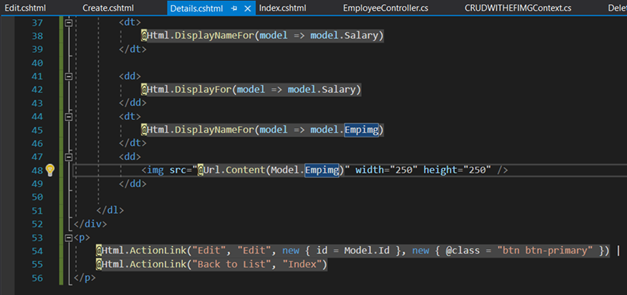 Edit.cshtml Create.cshtml Details.cshtml Index.cshtml EmployeeController.cs CRUDWITHEFIMGContext.cs Delet
37 <dt>
38 @Html.DisplayNameFor(model => model.Salary)
39 </dt>
40
41 <dd>
42 @Html.DisplayFor(model => model.Salary)
43 </dd>
44 <dt>
45 @Html.DisplayNameFor(model => model.Empimg)
46 </dt>
47 <dd>
48 <img src="@Url.Content(Model.Empimg)" width="250" height="250" />
49 </dd>
50
51 </dl>
52 </div>
53 <p>
54 @Html.ActionLink("Edit", "Edit", new { id = Model.Id }, new { @class = "btn btn-primary" }) |
55 @Html.ActionLink("Back to List", "Index")
56 </p>